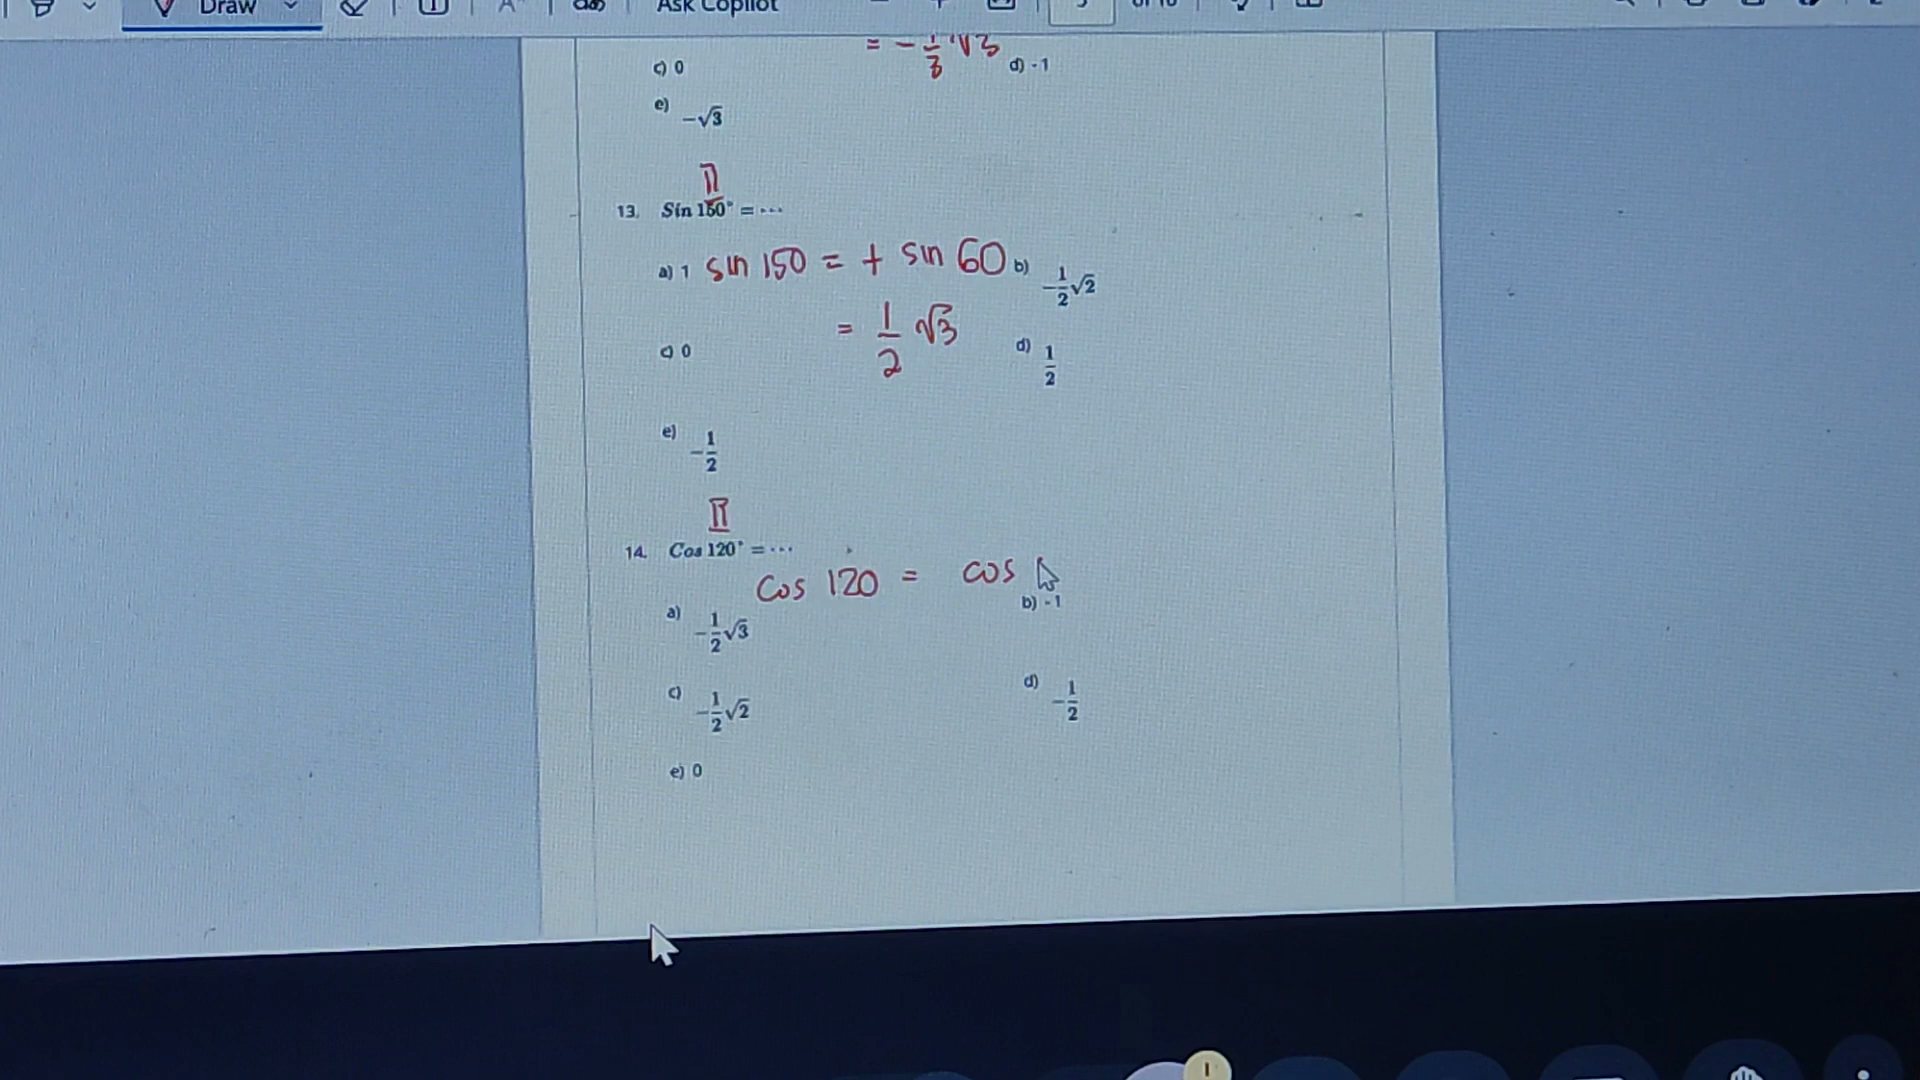 Draw Ask Copilot
= - 1/3 √3
c) 0 d) - 1
e) −√3
II
13. Sin 150° = ⋯
a) 1 sin 150 = + sin 60 b) −1/2√2
= 1/2 √3
c) 0 d) 1/2
e) −1/2
II
14. Cos 120° = ⋯
cos 120 = cos
a) −1/2√3 b) - 1
c) −1/2√2 d) −1/2
e) 0